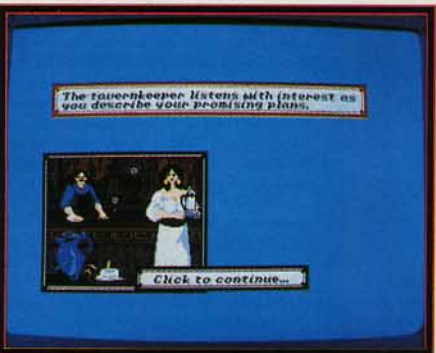 The tavernkeeper listens with interest as
you describe your promising plans.
Click to continue...